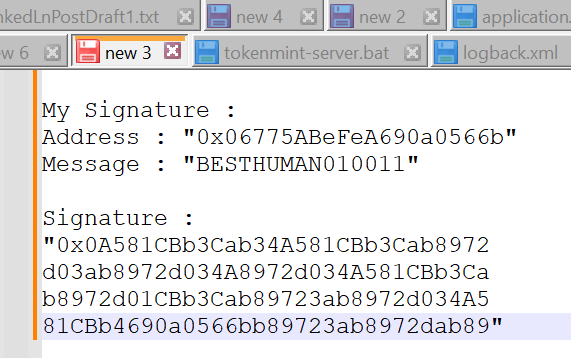 nkedLnPostDraft1.txt new 4 new 2 application.
ew 6 new 3 tokenmint-server.bat logback.xml
My Signature :
Address : "0x06775ABeFeA690a0566b"
Message : "BESTHUMAN010011"
Signature :
"0x0A581CBb3Cab34A581CBb3Cab8972
d03ab8972d034A8972d034A581CBb3Ca
b8972d01CBb3Cab89723ab8972d034A5
81CBb4690a0566bb89723ab8972dab89"